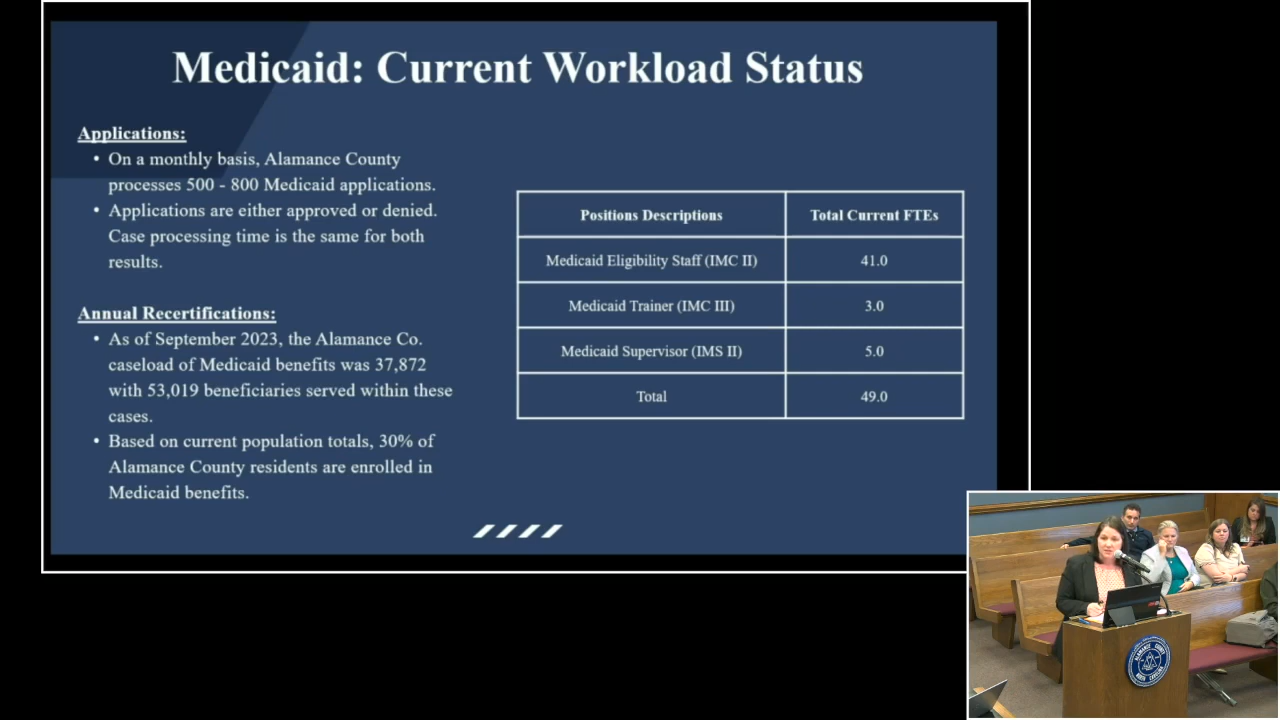 Medicaid: Current Workload Status
Applications:
• On a monthly basis, Alamance County
processes 500 - 800 Medicaid applications.
• Applications are either approved or denied.
Case processing time is the same for both
results.
Annual Recertifications:
• As of September 2023, the Alamance Co.
caseload of Medicaid benefits was 37,872
with 53,019 beneficiaries served within these
cases.
• Based on current population totals, 30% of
Alamance County residents are enrolled in
Medicaid benefits.
Positions Descriptions Total Current FTEs
Medicaid Eligibility Staff (IMC II) 41.0
Medicaid Trainer (IMC III) 3.0
Medicaid Supervisor (IMS II) 5.0
Total 49.0
ALAMANCE COUNTY
NORTH CAROLINA